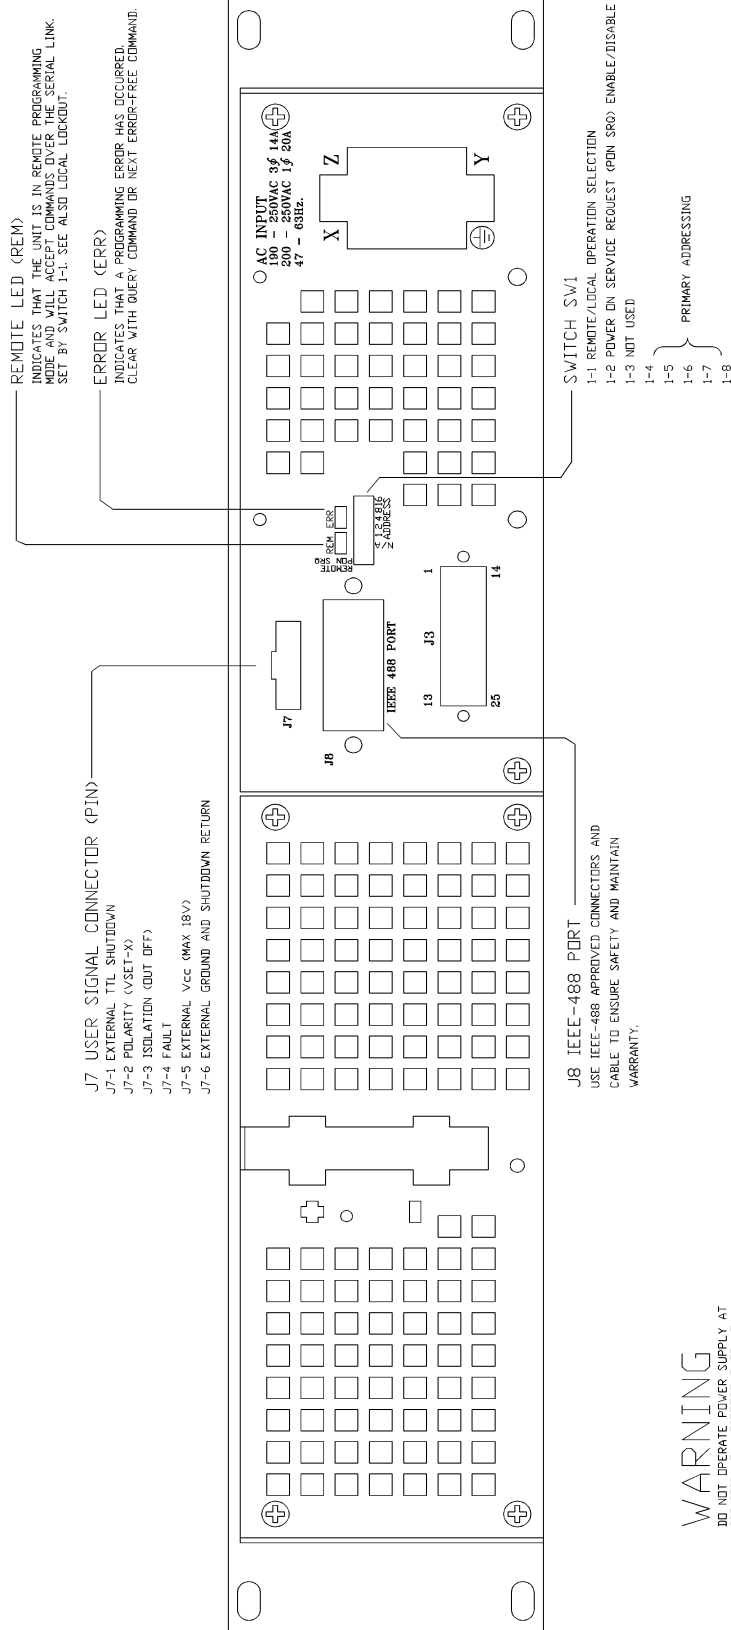 REMOTE LED (REM)
INDICATES THAT THE UNIT IS IN REMOTE PROGRAMMING
MODE AND WILL ACCEPT COMMANDS OVER THE SERIAL LINK.
SET BY SWITCH 1-1. SEE ALSO LOCAL LOCKOUT.
ERROR LED (ERR)
INDICATES THAT A PROGRAMMING ERROR HAS OCCURRED.
CLEAR WITH QUERY COMMAND OR NEXT ERROR-FREE COMMAND.
J7 USER SIGNAL CONNECTOR (PIN)
J7-1 EXTERNAL TTL SHUTDOWN
J7-2 POLARITY (VSET-X)
J7-3 ISOLATION (OUT OFF)
J7-4 FAULT
J7-5 EXTERNAL Vcc (MAX 18V)
J7-6 EXTERNAL GROUND AND SHUTDOWN RETURN
AC INPUT
190 – 250VAC 3∮ 14A
200 – 250VAC 1∮ 20A
47 – 63Hz.
X
Z
Y
J7
J8
IEEE 488 PORT
REM
ERR
REMOTE
PON SRQ
1 2 4 8 16
ADDRESS
J3
13
1
25
14
SWITCH SW1
1-1 REMOTE/LOCAL OPERATION SELECTION
1-2 POWER ON SERVICE REQUEST (PON SRQ) ENABLE/DISABLE
1-3 NOT USED
1-4
1-5
1-6
1-7
1-8
PRIMARY ADDRESSING
J8 IEEE-488 PORT
USE IEEE-488 APPROVED CONNECTORS AND
CABLE TO ENSURE SAFETY AND MAINTAIN
WARRANTY.
WARNING
DO NOT OPERATE POWER SUPPLY AT